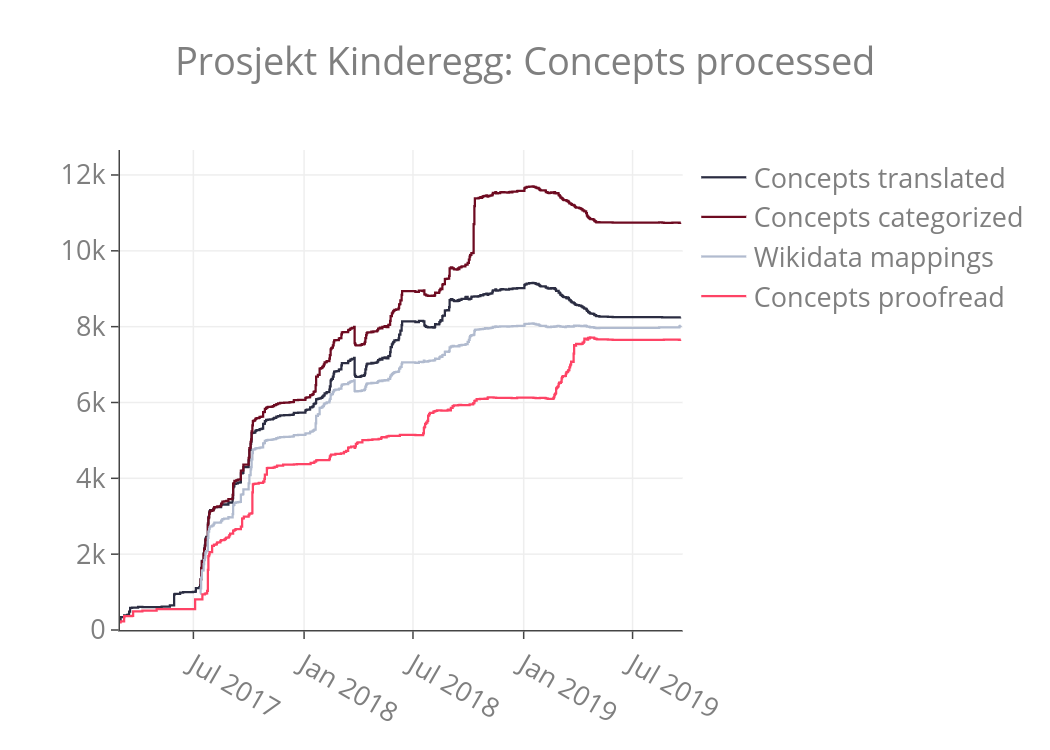 Prosjekt Kinderegg: Concepts processed
12k
10k
8k
6k
4k
2k
0
Jul 2017
Jan 2018
Jul 2018
Jan 2019
Jul 2019
Concepts translated
Concepts categorized
Wikidata mappings
Concepts proofread